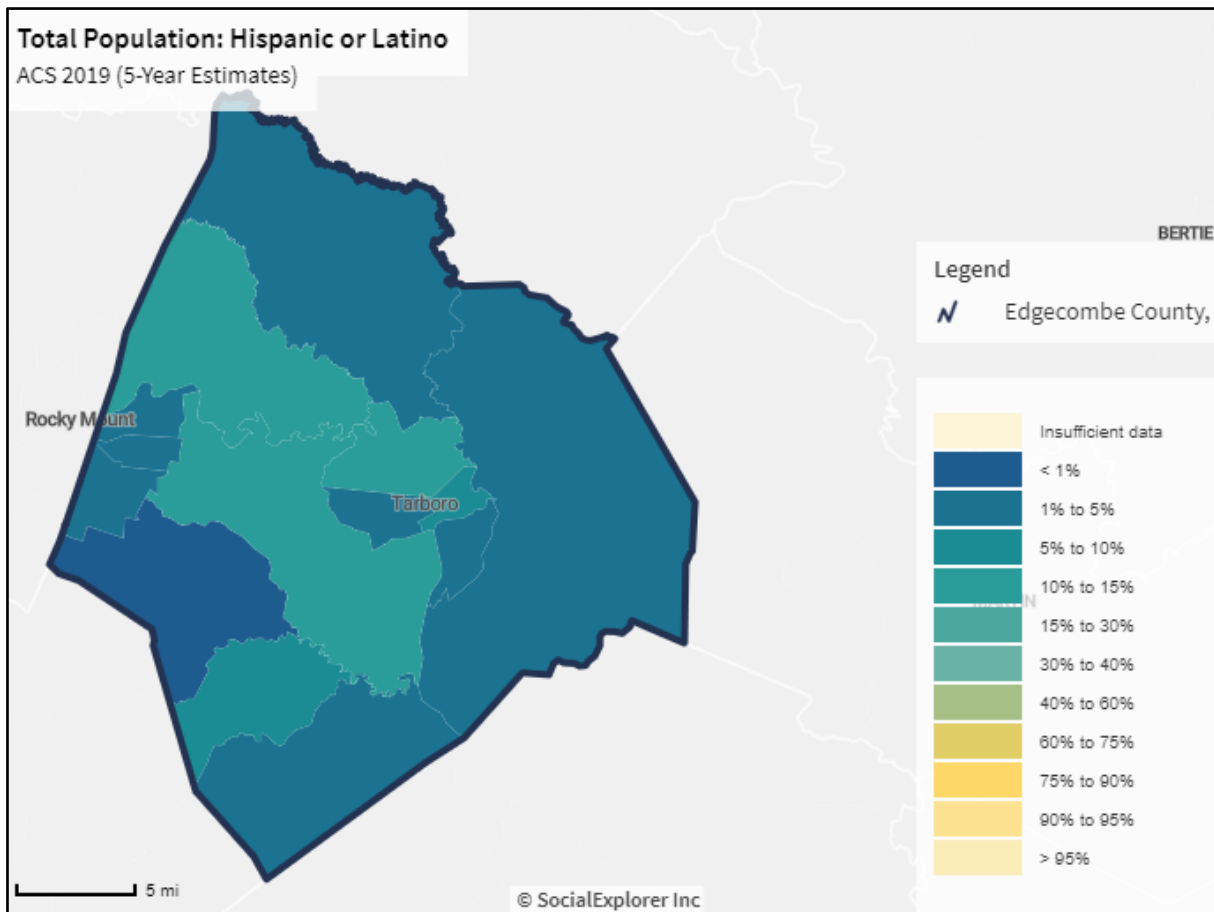 Total Population: Hispanic or Latino
ACS 2019 (5-Year Estimates)
BERTIE
Legend
Edgecombe County,
Rocky Mount
Tarboro
Insufficient data
< 1%
1% to 5%
5% to 10%
10% to 15%
MARTIN
15% to 30%
30% to 40%
40% to 60%
60% to 75%
75% to 90%
90% to 95%
> 95%
5 mi
© SocialExplorer Inc